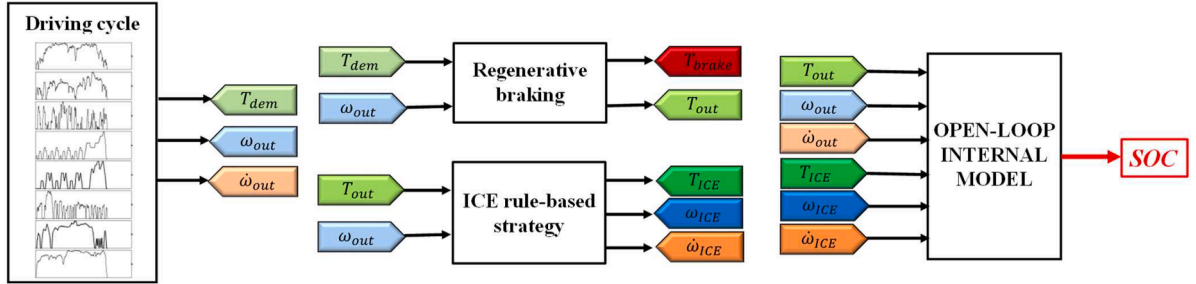 Driving cycle
T_dem
ω_out
ω̇_out
T_dem
ω_out
Regenerative
braking
T_brake
T_out
T_out
ω_out
ICE rule-based
strategy
T_ICE
ω_ICE
ω̇_ICE
T_out
ω_out
ω̇_out
T_ICE
ω_ICE
ω̇_ICE
OPEN-LOOP
INTERNAL
MODEL
SOC